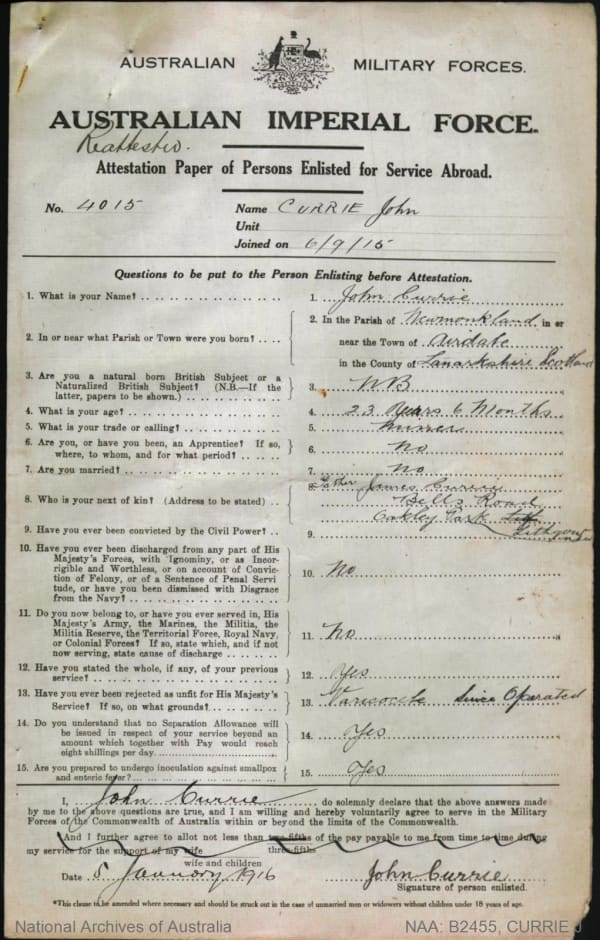 AUSTRALIAN MILITARY FORCES.
AUSTRALIAN IMPERIAL FORCE.
Reattested.
Attestation Paper of Persons Enlisted for Service Abroad.
No. 4015 Name CURRIE John
Unit
Joined on 6/9/15
Questions to be put to the Person Enlisting before Attestation.
1. What is your Name? 1. John Currie
2. In or near what Parish or Town were you born? 2. In the Parish of Newmonkland in or
near the Town of Airdate
in the County of Lanarkshire Scotland
3. Are you a natural born British Subject or a
Naturalized British Subject? (N.B.—If the
latter, papers to be shown.) 3. NB
4. What is your age? 4. 23 Years 6 Months
5. What is your trade or calling? 5. Miner
6. Are you, or have you been, an Apprentice? If so,
where, to whom, and for what period? 6. No
7. Are you married? 7. No
8. Who is your next of kin? (Address to be stated) 8. Father James Currie
Bells Road
Oakley Park Lith
Lithgow
9. Have you ever been convicted by the Civil Power? 9.
10. Have you ever been discharged from any part of His
Majesty's Forces, with Ignominy, or as Incor-
rigible and Worthless, or on account of Convic-
tion of Felony, or of a Sentence of Penal Servi
tude, or have you been dismissed with Disgrace
from the Navy? 10. No
11. Do you now belong to, or have you ever served in, His
Majesty's Army, the Marines, the Militia, the
Militia Reserve, the Territorial Force, Royal Navy,
or Colonial Forces? If so, state which, and if not
now serving, state cause of discharge 11. No
12. Have you stated the whole, if any, of your previous
service? 12. Yes
13. Have you ever been rejected as unfit for His Majesty's
Service? If so, on what grounds? 13. Varicocele Since Operated
14. Do you understand that no Separation Allowance will
be issued in respect of your service beyond an
amount which together with Pay would reach
eight shillings per day. 14. Yes
15. Are you prepared to undergo inoculation against smallpox
and enteric fever? 15. Yes
I, John Currie do solemnly declare that the above answers made
by me to the above questions are true, and I am willing and hereby voluntarily agree to serve in the Military
Forces of the Commonwealth of Australia within or beyond the limits of the Commonwealth.
*And I further agree to allot not less than two-fifths of the pay payable to me from time to time during
my service for the support of my wife three-fifths
wife and children
Date 5 January 1916 John Currie
Signature of person enlisted.
*This clause to be amended where necessary and should be struck out in the case of unmarried men or widowers without children under 18 years of age.
National Archives of Australia NAA: B2455, CURRIE J